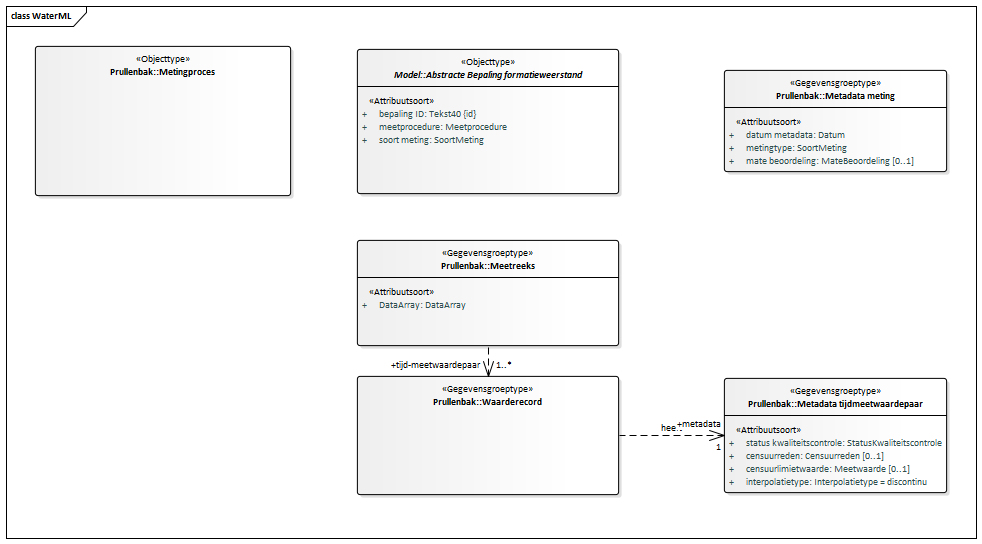 class WaterML
«Objecttype»
Prullenbak::Metingproces
«Objecttype»
Model::Abstracte Bepaling formatieweerstand
«Attribuutsoort»
+ bepaling ID: Tekst40 {id}
+ meetprocedure: Meetprocedure
+ soort meting: SoortMeting
«Gegevensgroeptype»
Prullenbak::Metadata meting
«Attribuutsoort»
+ datum metadata: Datum
+ metingtype: SoortMeting
+ mate beoordeling: MateBeoordeling [0..1]
«Gegevensgroeptype»
Prullenbak::Meetreeks
«Attribuutsoort»
+ DataArray: DataArray
+tijd-meetwaardepaar 1..*
«Gegevensgroeptype»
Prullenbak::Waarderecord
+metadata
1
«Gegevensgroeptype»
Prullenbak::Metadata tijdmeetwaardepaar
«Attribuutsoort»
+ status kwaliteitscontrole: StatusKwaliteitscontrole
+ censuurreden: Censuurreden [0..1]
+ censuurlimietwaarde: Meetwaarde [0..1]
+ interpolatietype: Interpolatietype = discontinu